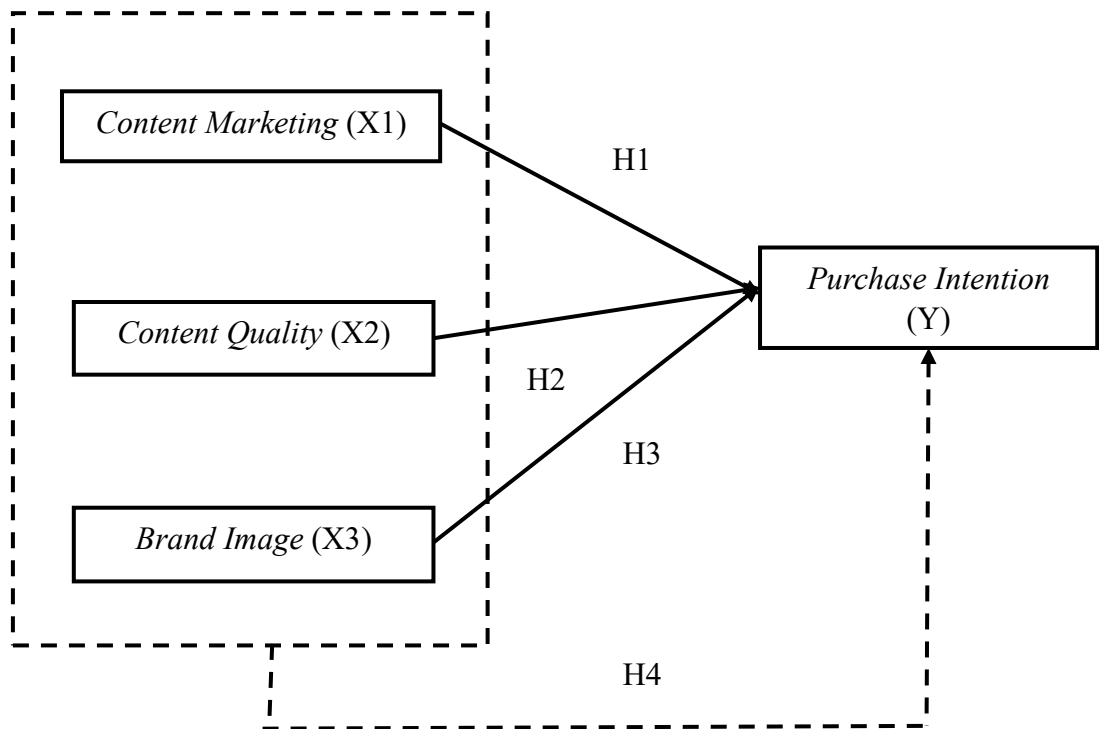 Content Marketing (X1)
H1
Purchase Intention
(Y)
Content Quality (X2)
H2
H3
Brand Image (X3)
H4